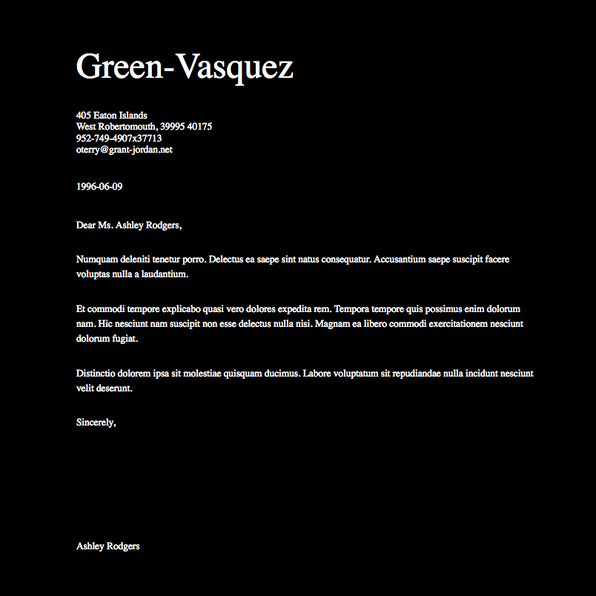 Green-Vasquez
405 Eaton Islands
West Robertomouth, 39995 40175
952-749-4907x37713
oterry@grant-jordan.net
1996-06-09
Dear Ms. Ashley Rodgers,
Numquam deleniti tenetur porro. Delectus ea saepe sint natus consequatur. Accusantium saepe suscipit facere
voluptas nulla a laudantium.
Et commodi tempore explicabo quasi vero dolores expedita rem. Tempora tempore quis possimus enim dolorum
nam. Hic nesciunt nam suscipit non esse delectus nulla nisi. Magnam ea libero commodi exercitationem nesciunt
dolorum fugiat.
Distinctio dolorem ipsa sit molestiae quisquam ducimus. Labore voluptatum sit repudiandae nulla incidunt nesciunt
velit deserunt.
Sincerely,
Ashley Rodgers